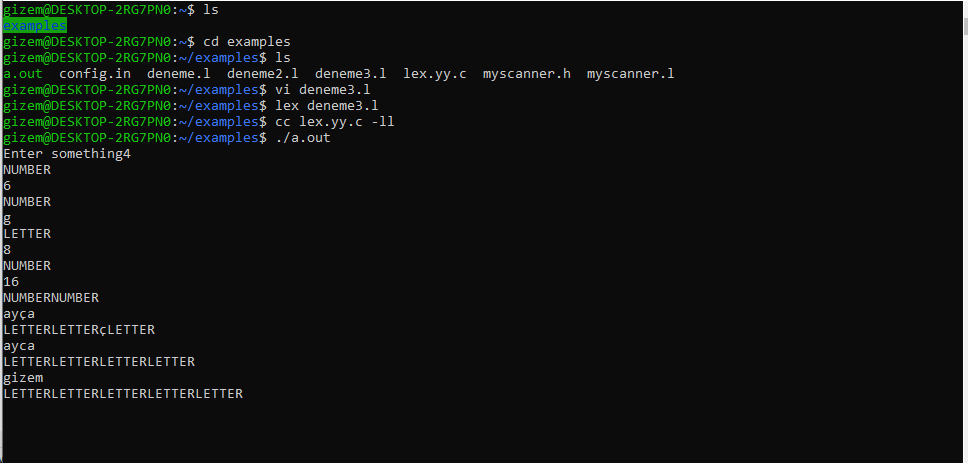 gizem@DESKTOP-2RG7PN0:~$ ls
examples
gizem@DESKTOP-2RG7PN0:~$ cd examples
gizem@DESKTOP-2RG7PN0:~/examples$ ls
a.out  config.in  deneme.l  deneme2.l  deneme3.l  lex.yy.c  myscanner.h  myscanner.l
gizem@DESKTOP-2RG7PN0:~/examples$ vi deneme3.l
gizem@DESKTOP-2RG7PN0:~/examples$ lex deneme3.l
gizem@DESKTOP-2RG7PN0:~/examples$ cc lex.yy.c -ll
gizem@DESKTOP-2RG7PN0:~/examples$ ./a.out
Enter something4
NUMBER
6
NUMBER
g
LETTER
8
NUMBER
16
NUMBERNUMBER
ayça
LETTERLETTERçLETTER
ayca
LETTERLETTERLETTERLETTER
gizem
LETTERLETTERLETTERLETTERLETTER